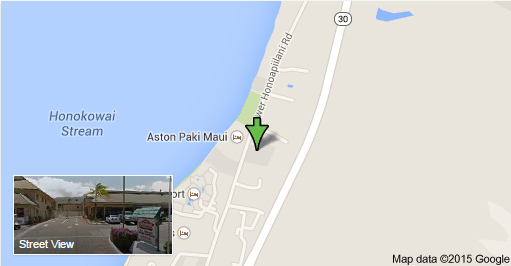 30
Lower Honoapiilani Rd
Honokowai
Stream
Aston Paki Maui
ort
s
Street View
Map data ©2015 Google